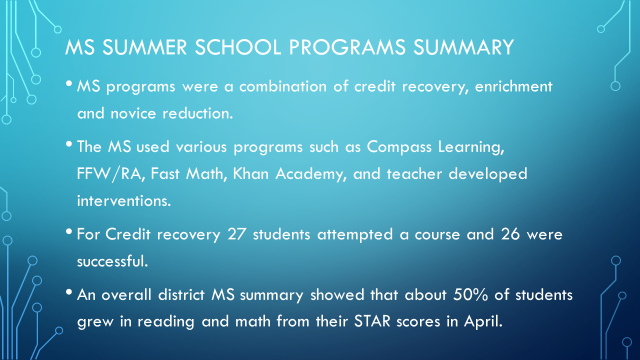 MS SUMMER SCHOOL PROGRAMS SUMMARY
• MS programs were a combination of credit recovery, enrichment
and novice reduction.
• The MS used various programs such as Compass Learning,
FFW/RA, Fast Math, Khan Academy, and teacher developed
interventions.
• For Credit recovery 27 students attempted a course and 26 were
successful.
• An overall district MS summary showed that about 50% of students
grew in reading and math from their STAR scores in April.